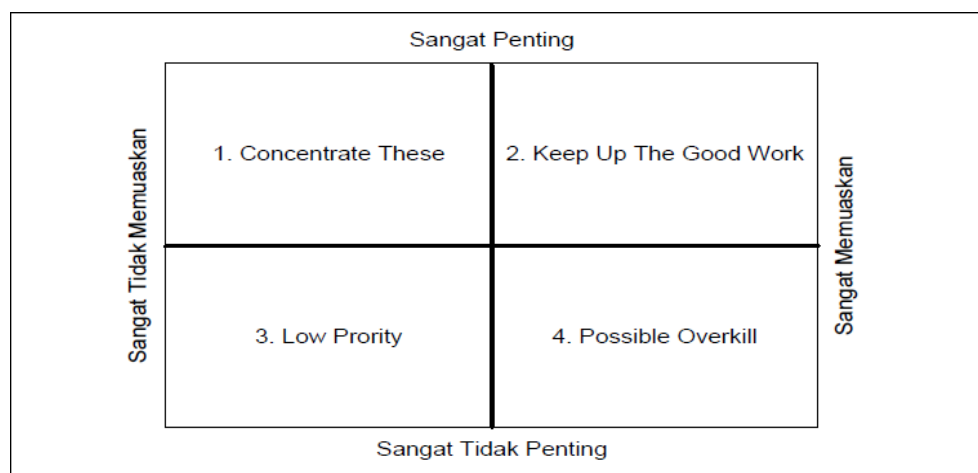 Sangat Penting
Sangat Tidak Memuaskan
1. Concentrate These
2. Keep Up The Good Work
Sangat Memuaskan
3. Low Prority
4. Possible Overkill
Sangat Tidak Penting